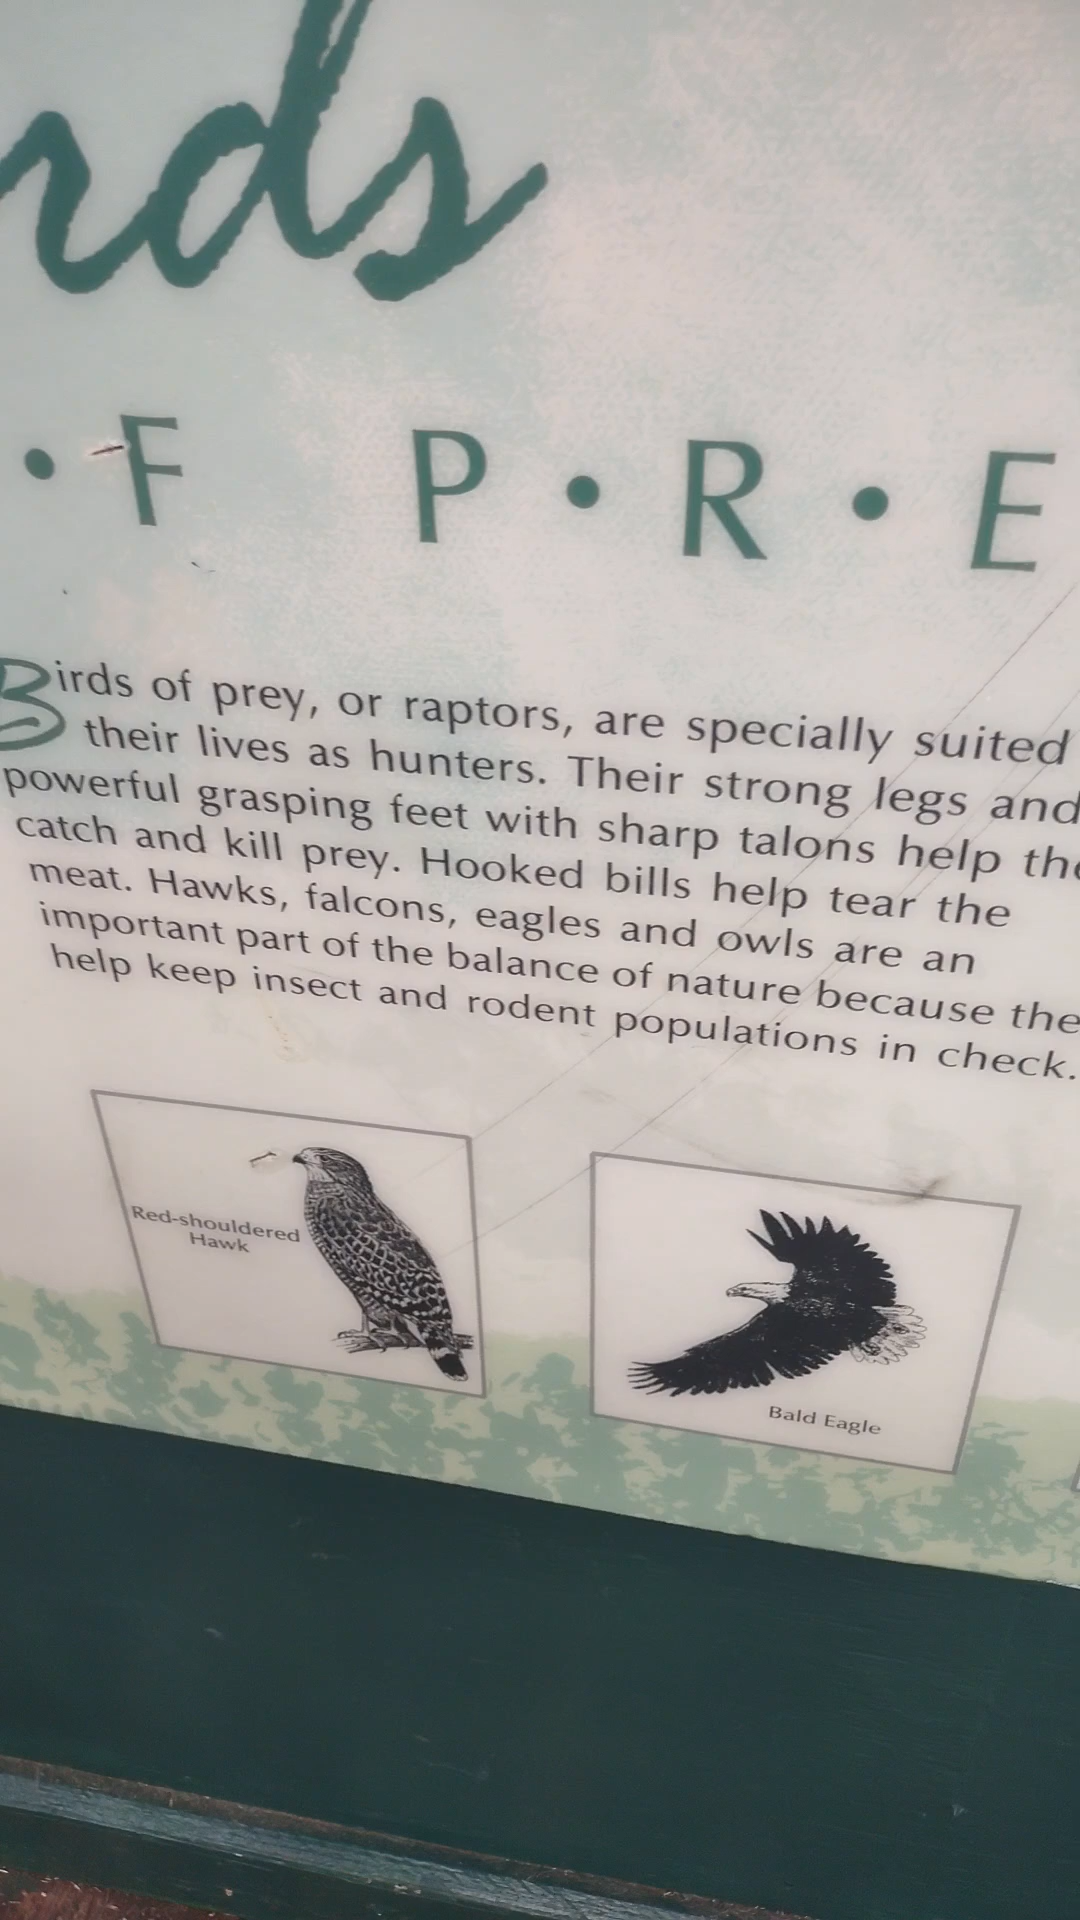 rds
• F P • R • E
Birds of prey, or raptors, are specially suited
their lives as hunters. Their strong legs and
powerful grasping feet with sharp talons help the
catch and kill prey. Hooked bills help tear the
meat. Hawks, falcons, eagles and owls are an
important part of the balance of nature because the
help keep insect and rodent populations in check.
Red-shouldered
Hawk
Bald Eagle